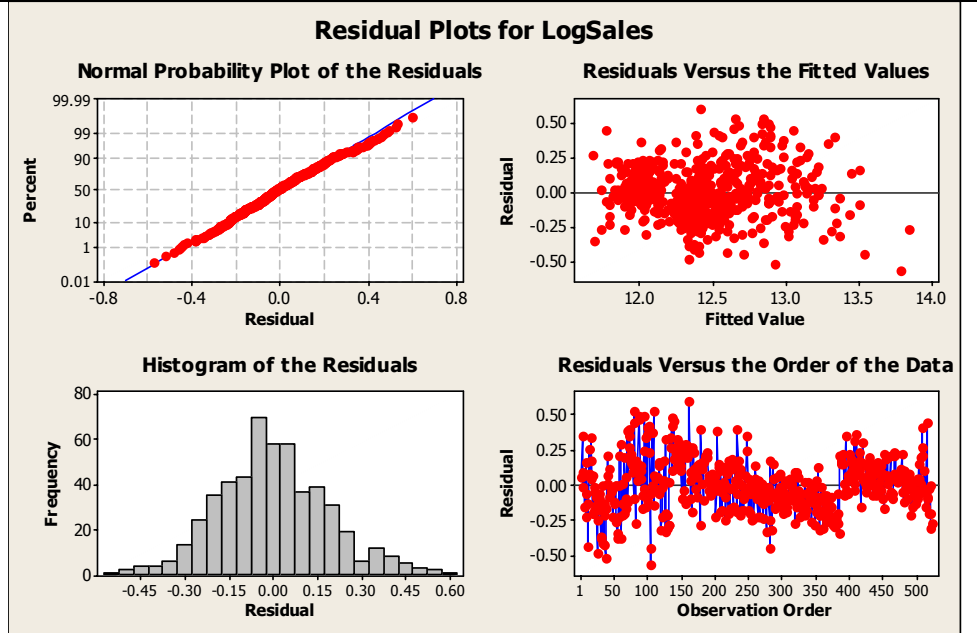 Residual Plots for LogSales
Normal Probability Plot of the Residuals
99.99
99
90
50
10
1
0.01
Percent
-0.8 -0.4 0.0 0.4 0.8
Residual
Residuals Versus the Fitted Values
0.50
0.25
0.00
-0.25
-0.50
Residual
12.0 12.5 13.0 13.5 14.0
Fitted Value
Histogram of the Residuals
80
60
40
20
0
Frequency
-0.45 -0.30 -0.15 0.00 0.15 0.30 0.45 0.60
Residual
Residuals Versus the Order of the Data
0.50
0.25
0.00
-0.25
-0.50
Residual
1 50 100 150 200 250 300 350 400 450 500
Observation Order